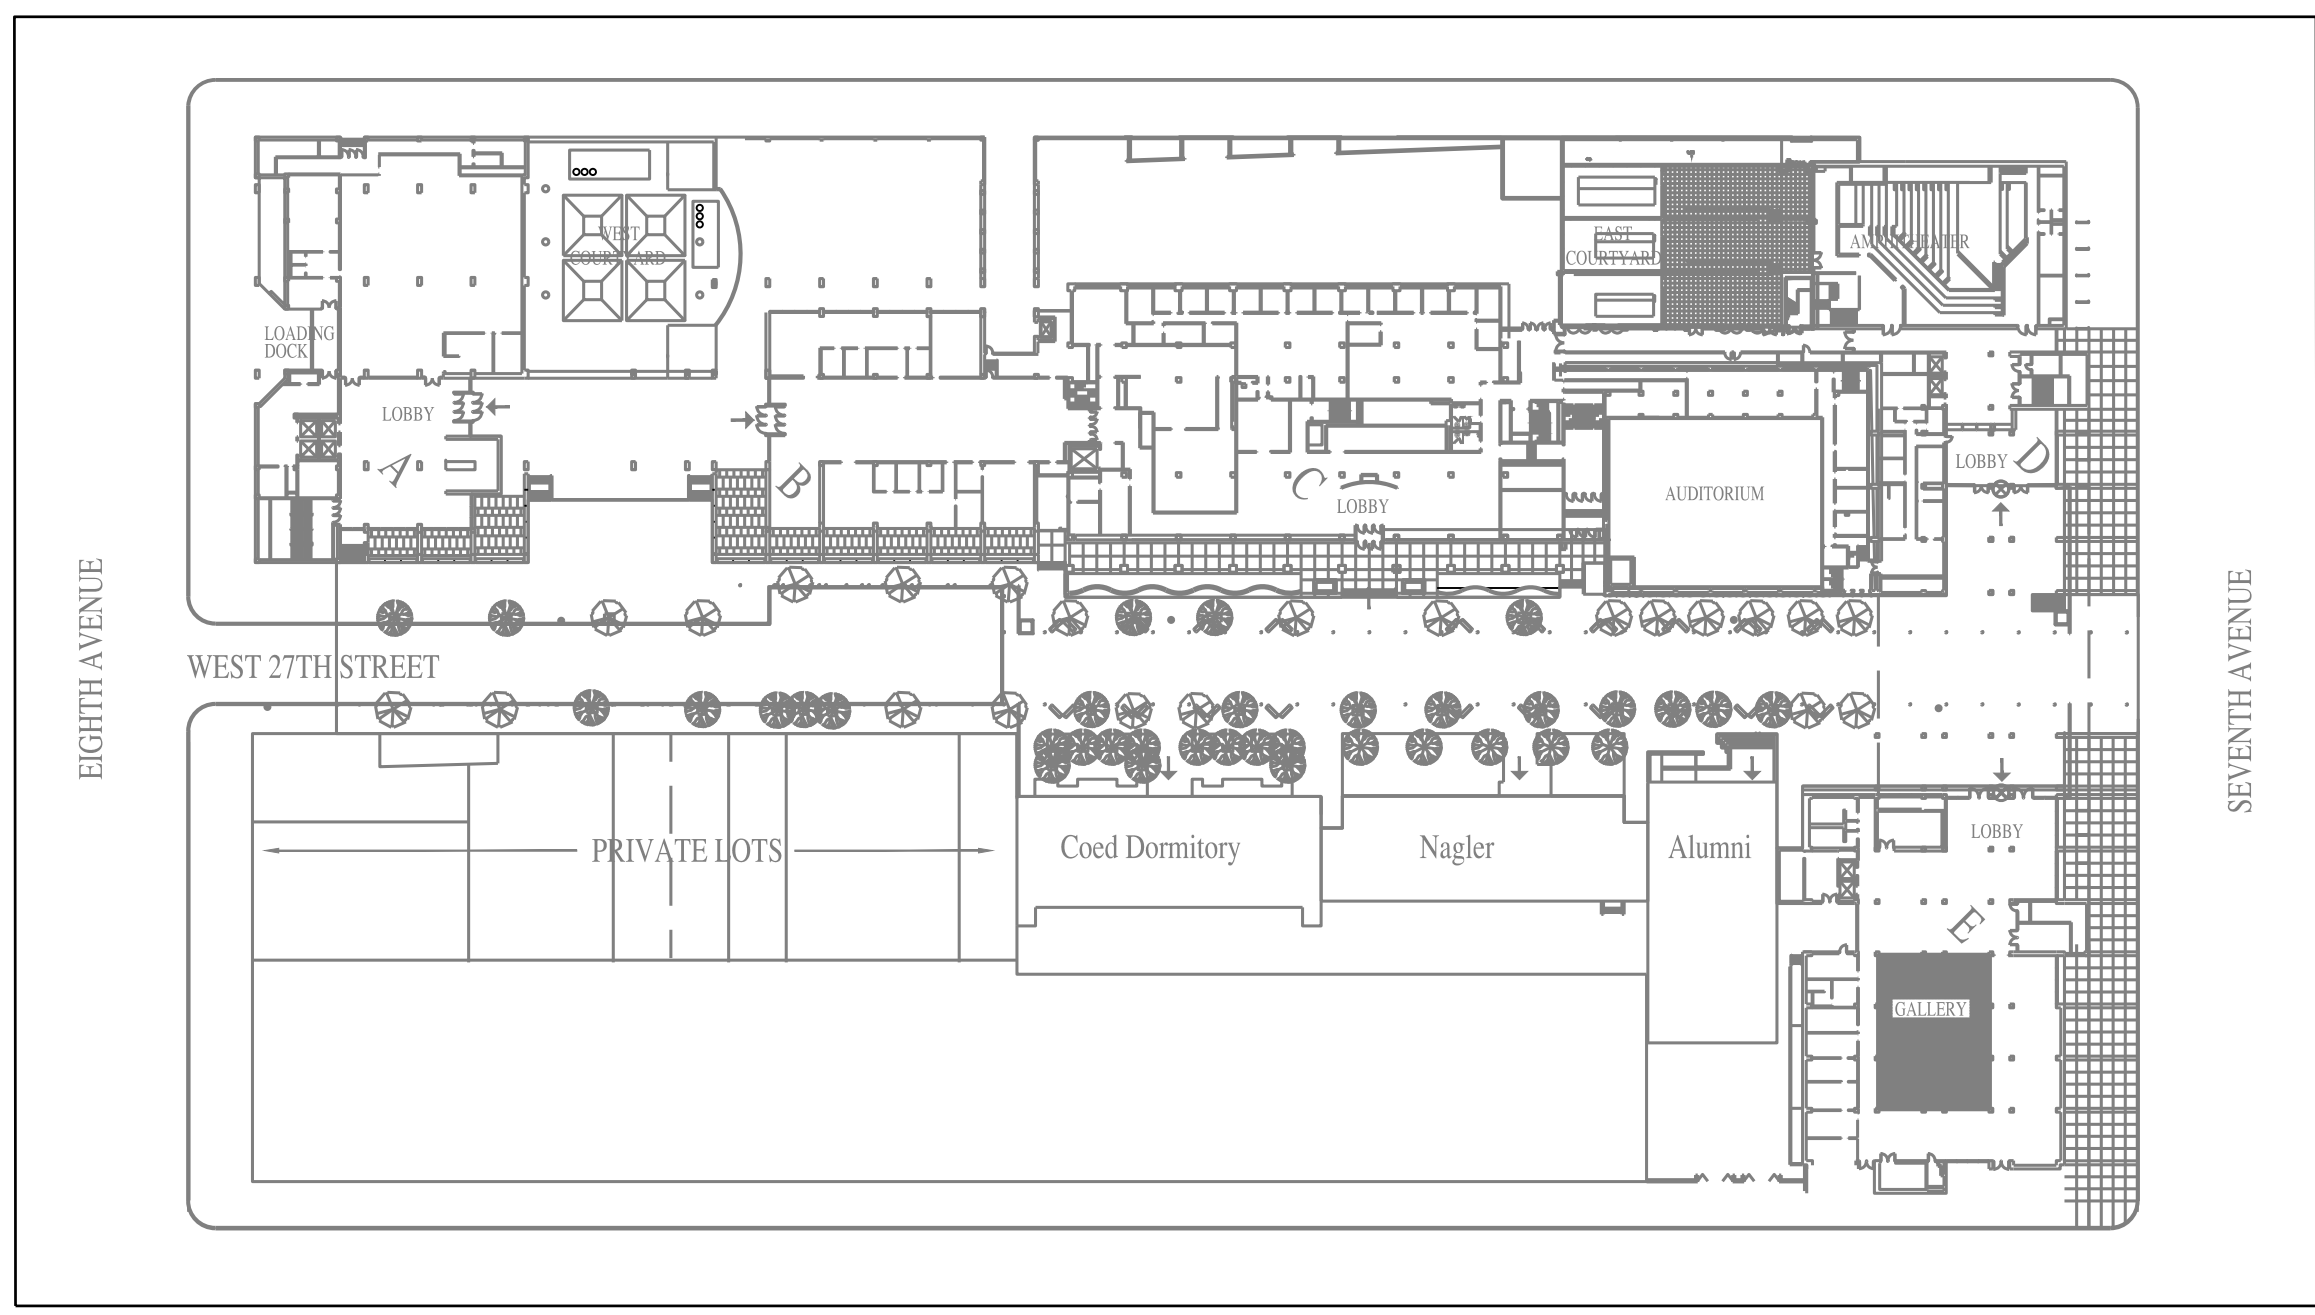 WEST
COURTYARD
EAST
COURTYARD
AMPHITHEATER
LOADING
DOCK
LOBBY
A
B
C
LOBBY
AUDITORIUM
LOBBY
D
EIGHTH AVENUE
WEST 27TH STREET
SEVENTH AVENUE
PRIVATE LOTS
Coed Dormitory
Nagler
Alumni
LOBBY
E
GALLERY